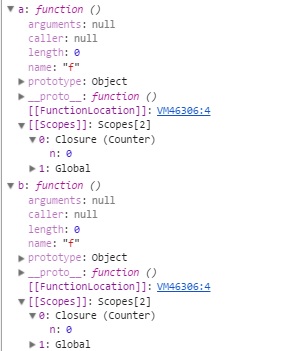 ▼ a: function ()
arguments: null
caller: null
length: 0
name: "f"
▶ prototype: Object
▶ __proto__: function ()
[[FunctionLocation]]: VM46306:4
▼ [[Scopes]]: Scopes[2]
▼ 0: Closure (Counter)
n: 0
▶ 1: Global
▼ b: function ()
arguments: null
caller: null
length: 0
name: "f"
▶ prototype: Object
▶ __proto__: function ()
[[FunctionLocation]]: VM46306:4
▼ [[Scopes]]: Scopes[2]
▼ 0: Closure (Counter)
n: 0
▶ 1: Global